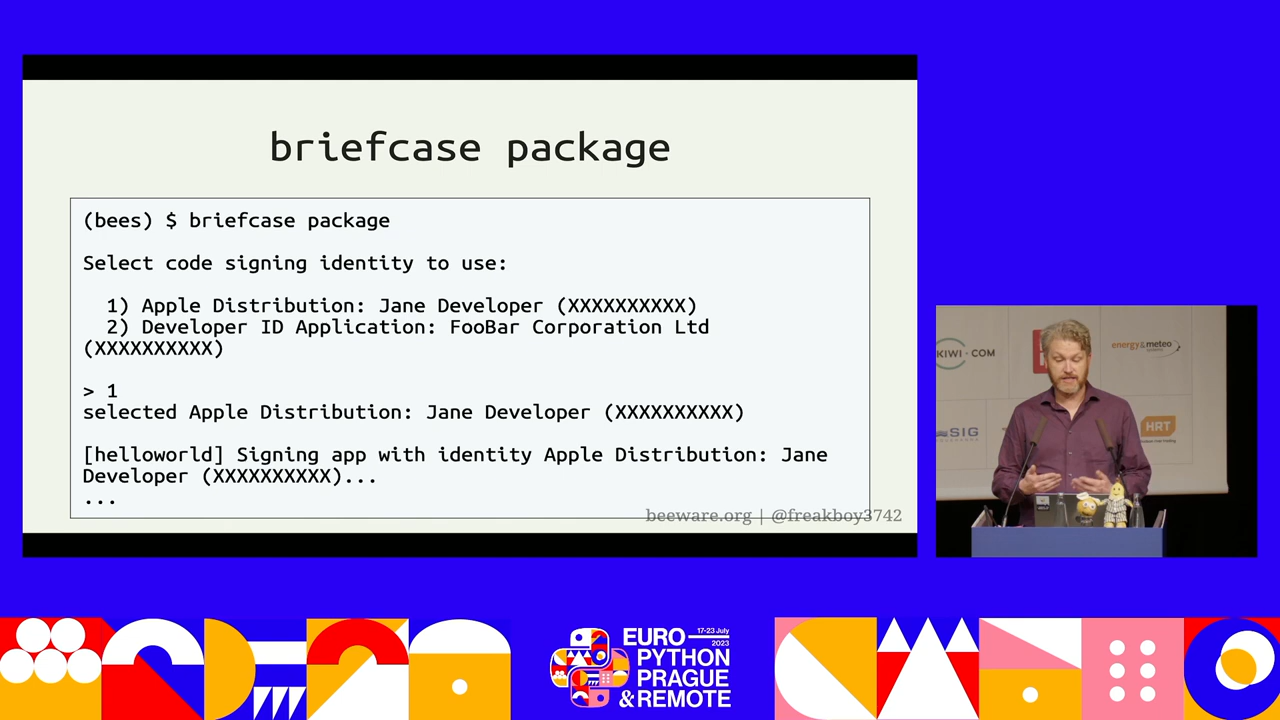 briefcase package
(bees) $ briefcase package
Select code signing identity to use:
1) Apple Distribution: Jane Developer (XXXXXXXXXX)
2) Developer ID Application: FooBar Corporation Ltd
(XXXXXXXXXX)
> 1
selected Apple Distribution: Jane Developer (XXXXXXXXXX)
[helloworld] Signing app with identity Apple Distribution: Jane
Developer (XXXXXXXXXX)...
...
beeware.org | @freakboy3742
KIWI.COM
energy&meteo
SIG
HRT
EURO
17-23 July
2023
PYTHON
PRAGUE
& REMOTE